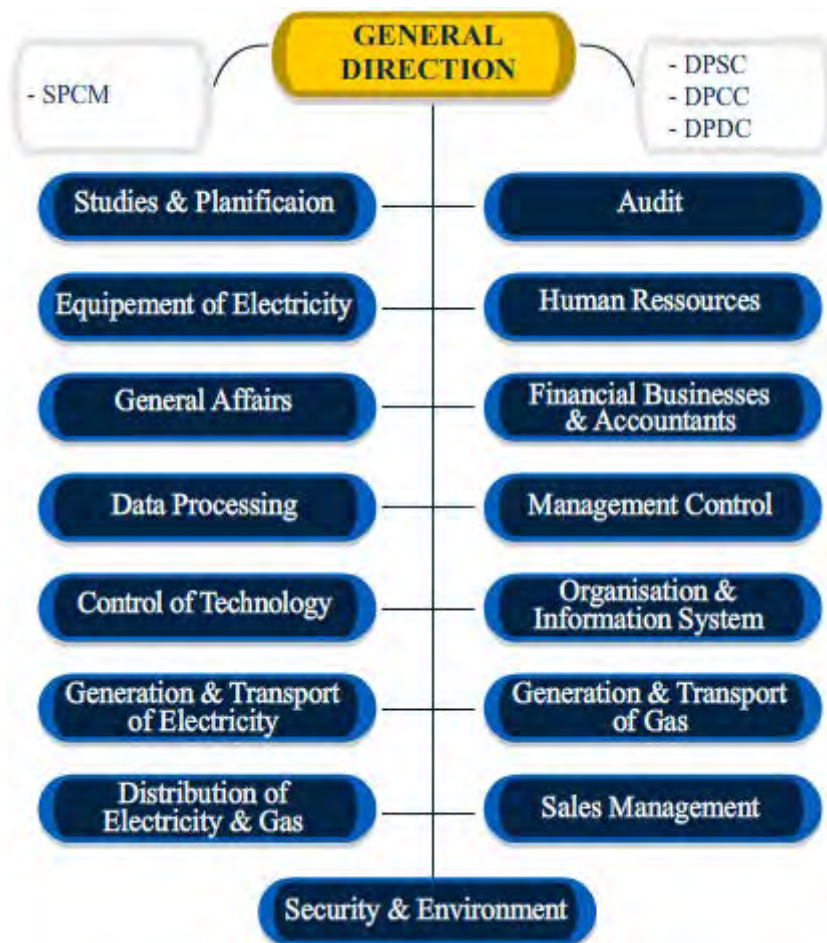 GENERAL
DIRECTION
- SPCM
- DPSC
- DPCC
- DPDC
Studies & Planificaion
Audit
Equipement of Electricity
Human Ressources
General Affairs
Financial Businesses
& Accountants
Data Processing
Management Control
Control of Technology
Organisation &
Information System
Generation & Transport
of Electricity
Generation & Transport
of Gas
Distribution of
Electricity & Gas
Sales Management
Security & Environment